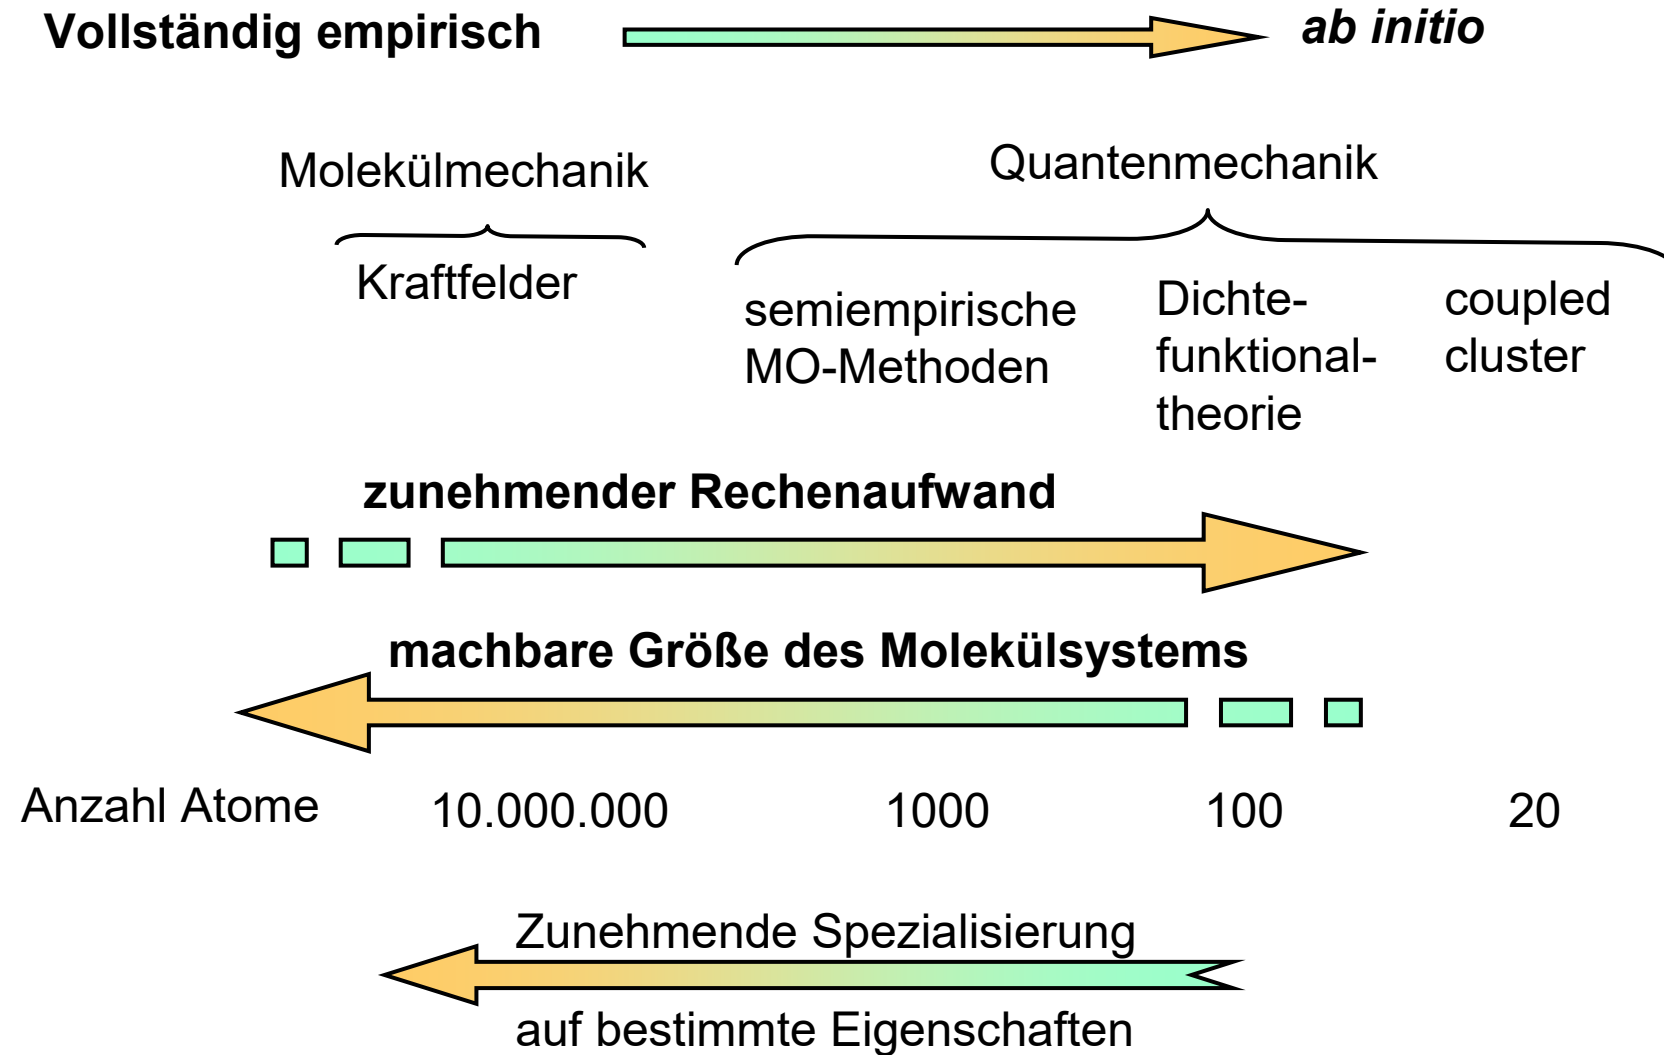 Vollständig empirisch ab initio
Molekülmechanik Quantenmechanik
Kraftfelder
semiempirische
MO-Methoden
Dichte-
funktional-
theorie
coupled
cluster
zunehmender Rechenaufwand
machbare Größe des Molekülsystems
Anzahl Atome 10.000.000 1000 100 20
Zunehmende Spezialisierung
auf bestimmte Eigenschaften